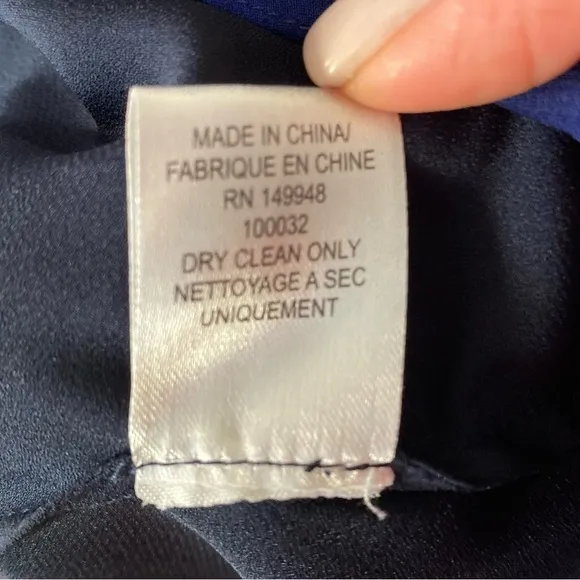 MADE IN CHINA/
FABRIQUE EN CHINE
RN 149948
100032
DRY CLEAN ONLY
NETTOYAGE A SEC
UNIQUEMENT